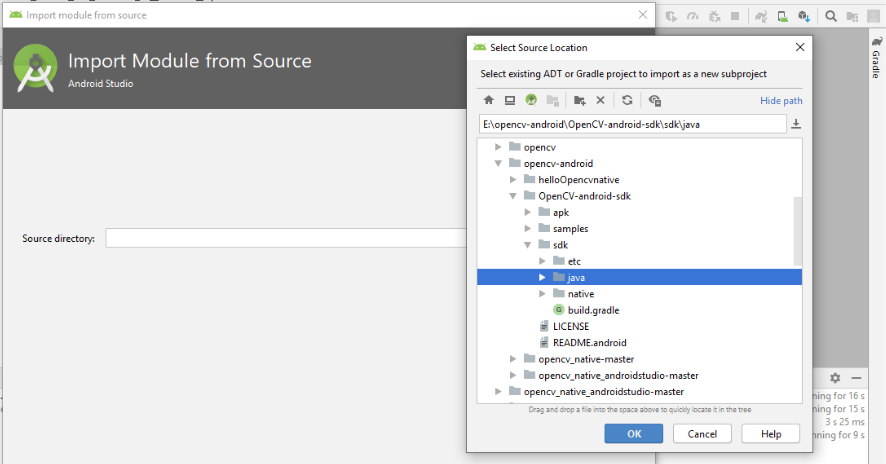 Import module from source
Import Module from Source
Android Studio
Source directory:
Select Source Location
Select existing ADT or Gradle project to import as a new subproject
Hide path
E:\opencv-android\OpenCV-android-sdk\sdk\java
opencv
opencv-android
helloOpencvnative
OpenCV-android-sdk
apk
samples
sdk
etc
java
native
G build.gradle
LICENSE
README.android
opencv_native-master
opencv_native_androidstudio-master
opencv_native_androidstudio-master
Drag and drop a file into the space above to quickly locate it in the tree
OK
Cancel
Help
Gradle
ning for 16 s
ning for 15 s
3 s 25 ms
nning for 9 s